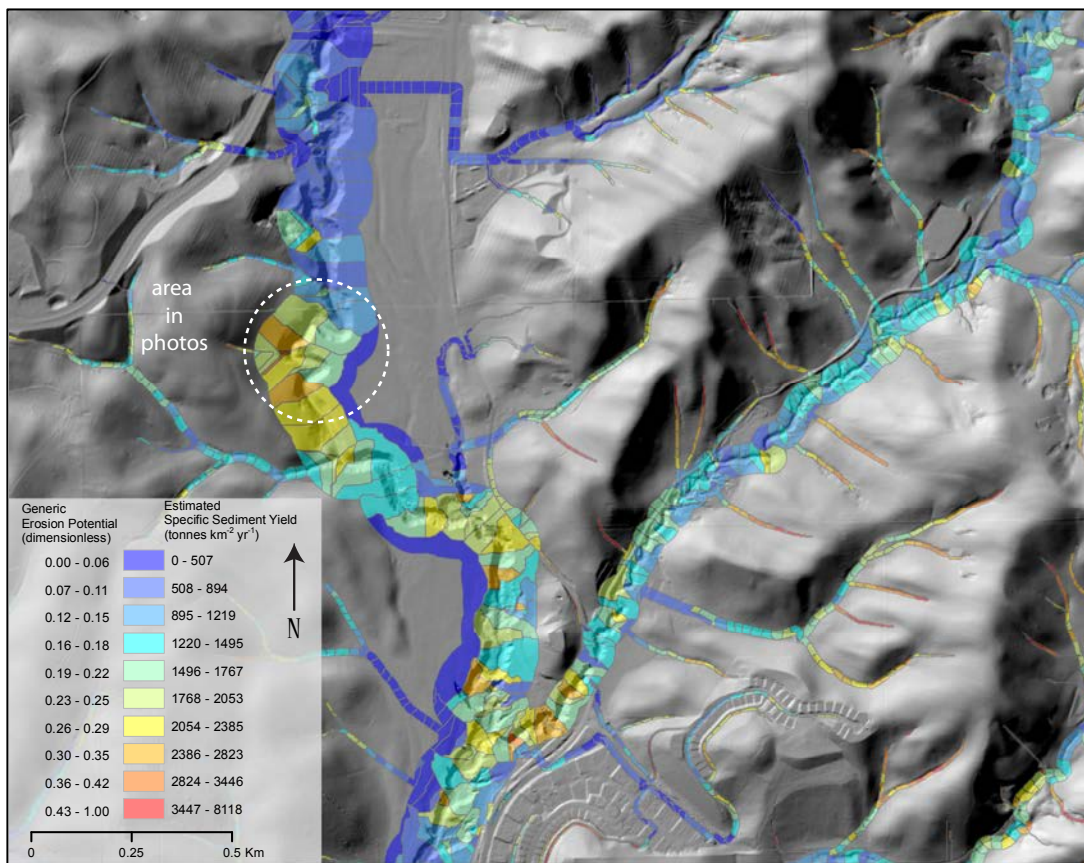 area
in
photos
Generic
Erosion Potential
(dimensionless)
Estimated
Specific Sediment Yield
(tonnes km-2 yr-1)
0.00 - 0.06 0 - 507
0.07 - 0.11 508 - 894
0.12 - 0.15 895 - 1219
0.16 - 0.18 1220 - 1495
0.19 - 0.22 1496 - 1767
0.23 - 0.25 1768 - 2053
0.26 - 0.29 2054 - 2385
0.30 - 0.35 2386 - 2823
0.36 - 0.42 2824 - 3446
0.43 - 1.00 3447 - 8118
N
0 0.25 0.5 Km